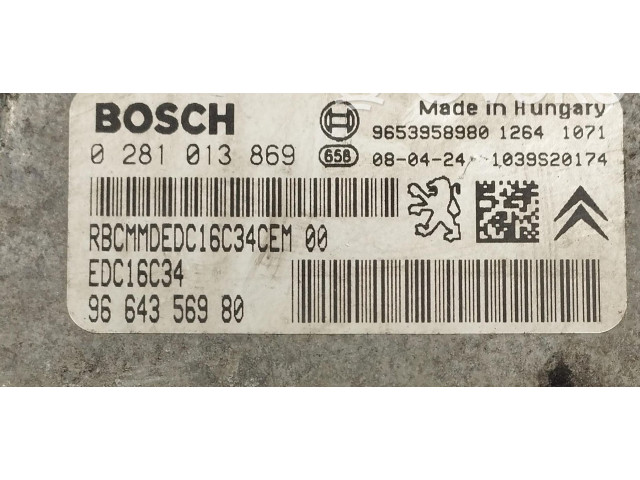 BOSCH
Made in Hungary
9653958980 1264 1071
0 281 013 869
658
08-04-24
1039S20174
RBCMMDEDC16C34CEM 00
EDC16C34
96 643 569 80